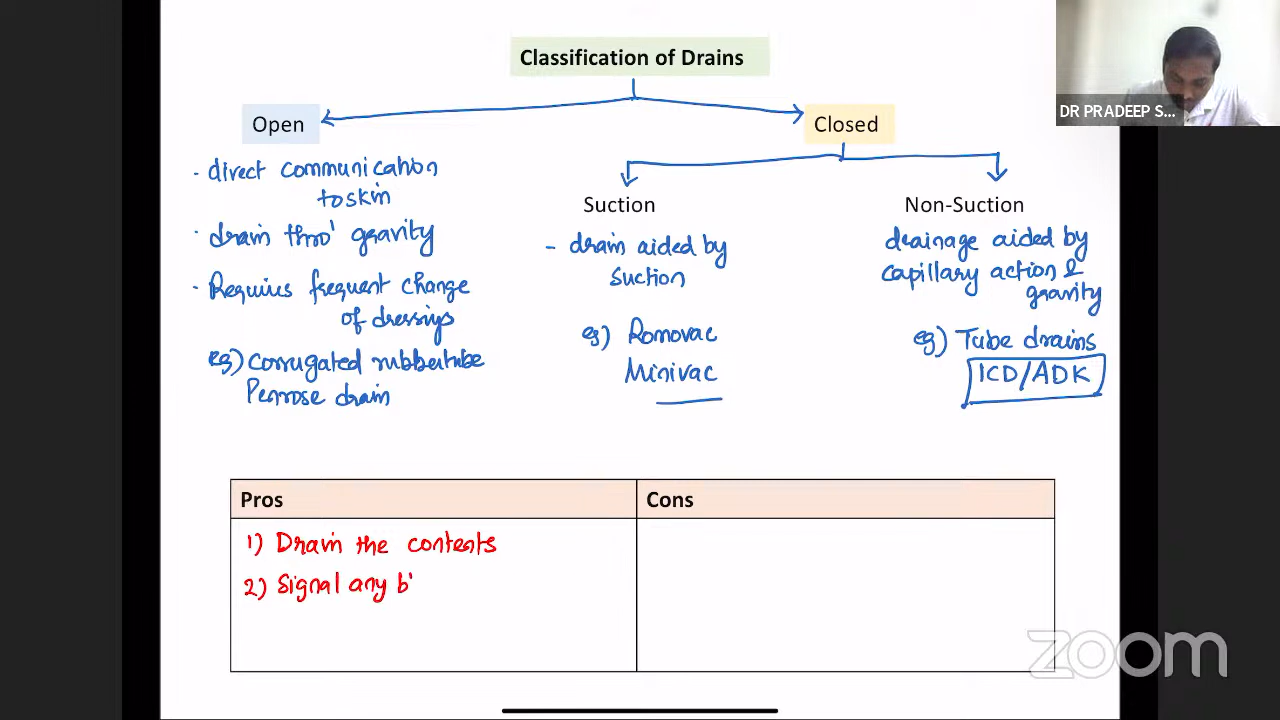 Classification of Drains
Open
- direct communication
to skin
- drain thro' gravity
- Requires frequent change
of dressings
eg) Corrugated rubber tube
Penrose drain
Closed
Suction
- drain aided by
suction
eg) Romovac
Minivac
Non-Suction
drainage aided by
capillary action &
gravity
eg) Tube drains
ICD/ADK
Pros
Cons
1) Drain the contents
2) Signal any b'
DR PRADEEP S...
zoom